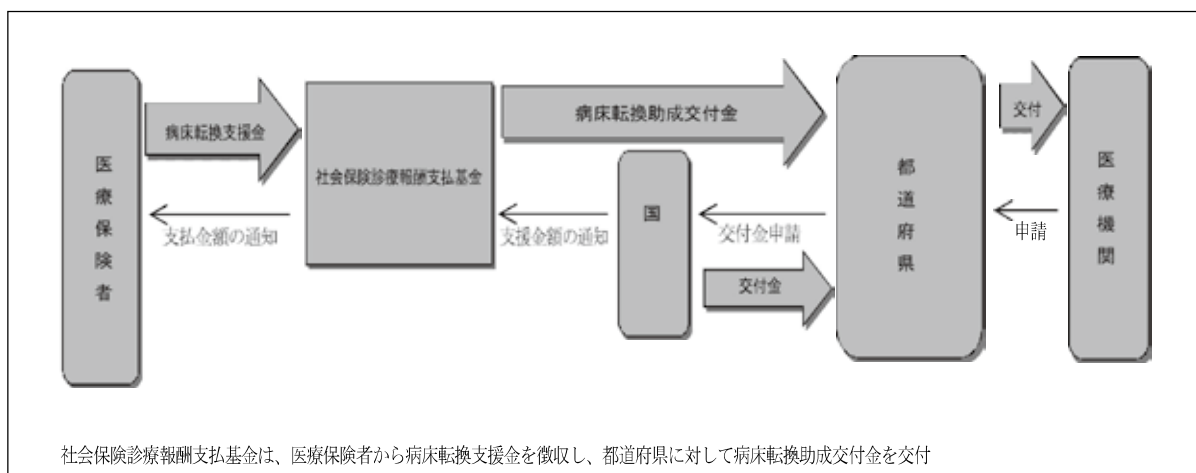 医療保険者
病床転換支援金
支払金額の通知
社会保険診療報酬支払基金
病床転換助成交付金
支援金額の通知
国
交付金申請
交付金
都道府県
交付
申請
医療機関
社会保険診療報酬支払基金は、医療保険者から病床転換支援金を徴収し、都道府県に対して病床転換助成交付金を交付